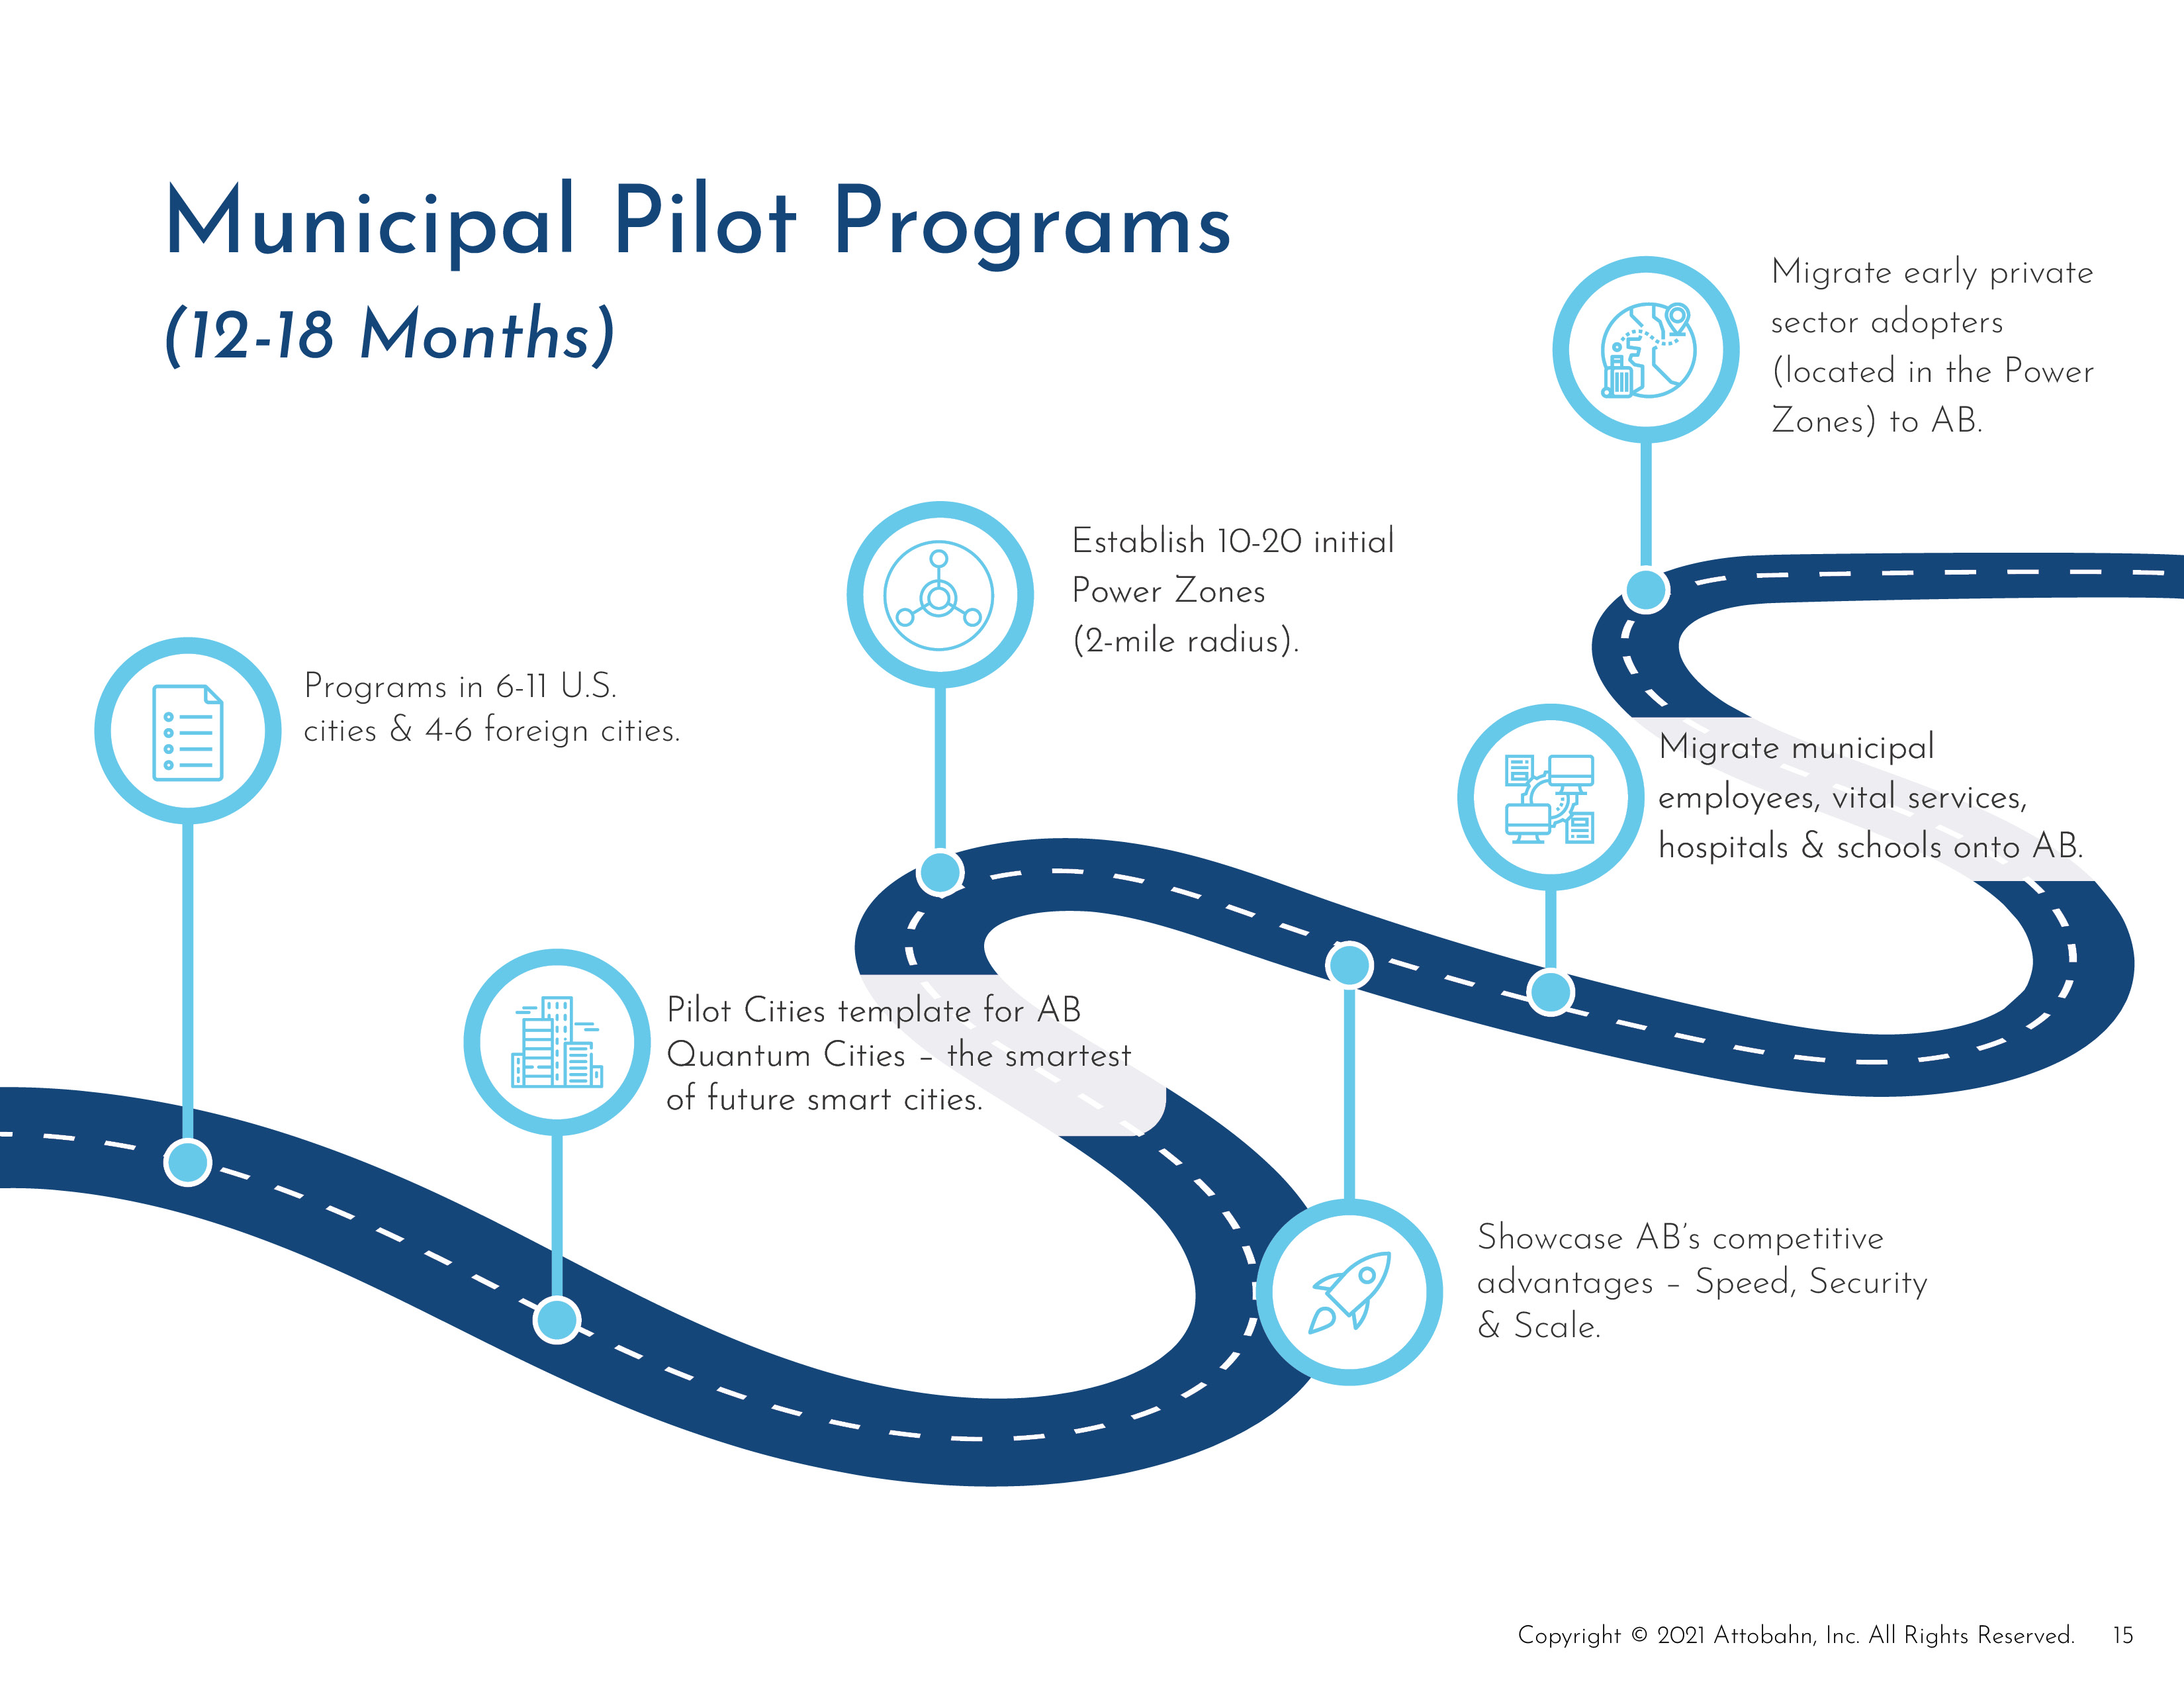 Municipal Pilot Programs
(12-18 Months)
Programs in 6-11 U.S.
cities & 4-6 foreign cities.
Pilot Cities template for AB
Quantum Cities – the smartest
of future smart cities.
Establish 10-20 initial
Power Zones
(2-mile radius).
Showcase AB's competitive
advantages – Speed, Security
& Scale.
Migrate municipal
employees, vital services,
hospitals & schools onto AB.
Migrate early private
sector adopters
(located in the Power
Zones) to AB.
Copyright © 2021 Attobahn, Inc. All Rights Reserved. 15